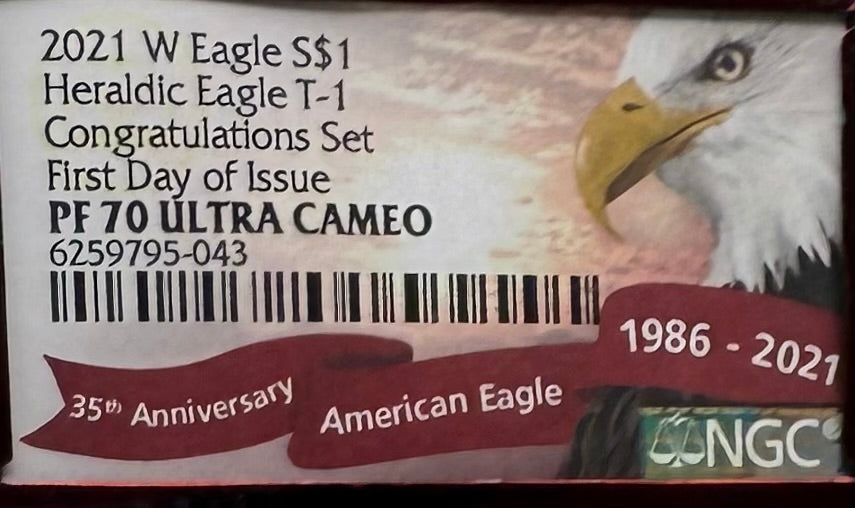 2021 W Eagle S$1
Heraldic Eagle T-1
Congratulations Set
First Day of Issue
PF 70 ULTRA CAMEO
6259795-043
35th Anniversary
American Eagle
1986 - 2021
NGC®